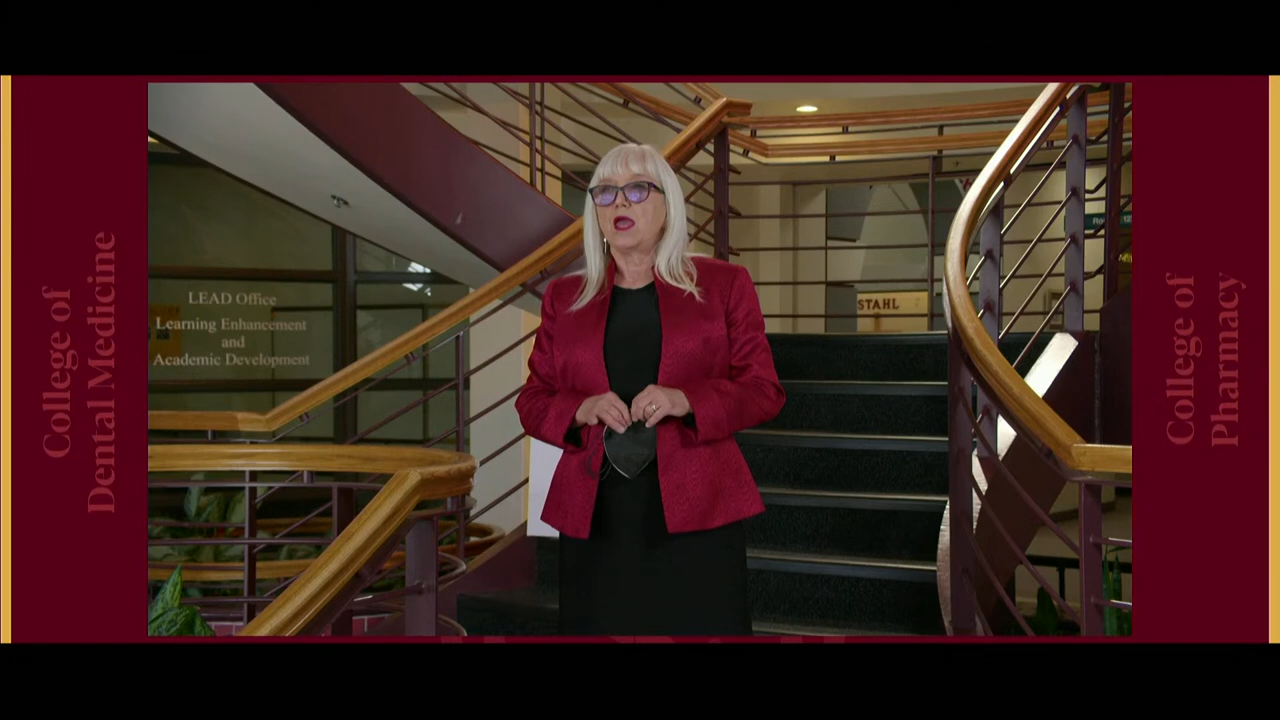 College of
Dental Medicine
LEAD Office
Learning Enhancement
and
Academic Development
STAHL
College of
Pharmacy